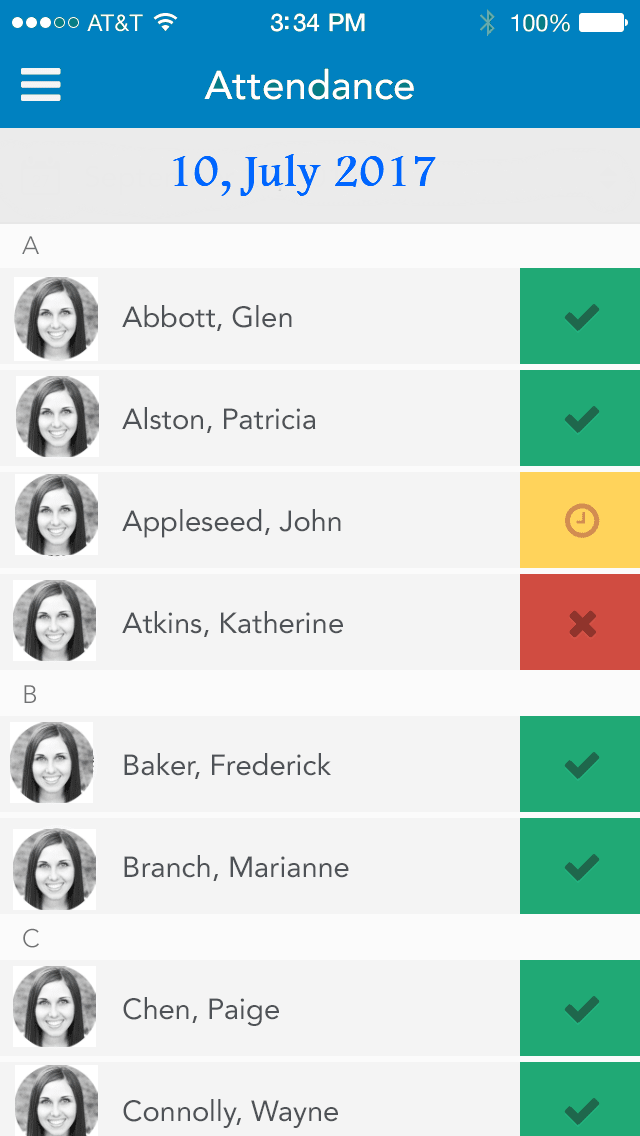 AT&T 3:34 PM 100%
Attendance
10, July 2017
A
Abbott, Glen
Alston, Patricia
Appleseed, John
Atkins, Katherine
B
Baker, Frederick
Branch, Marianne
C
Chen, Paige
Connolly, Wayne